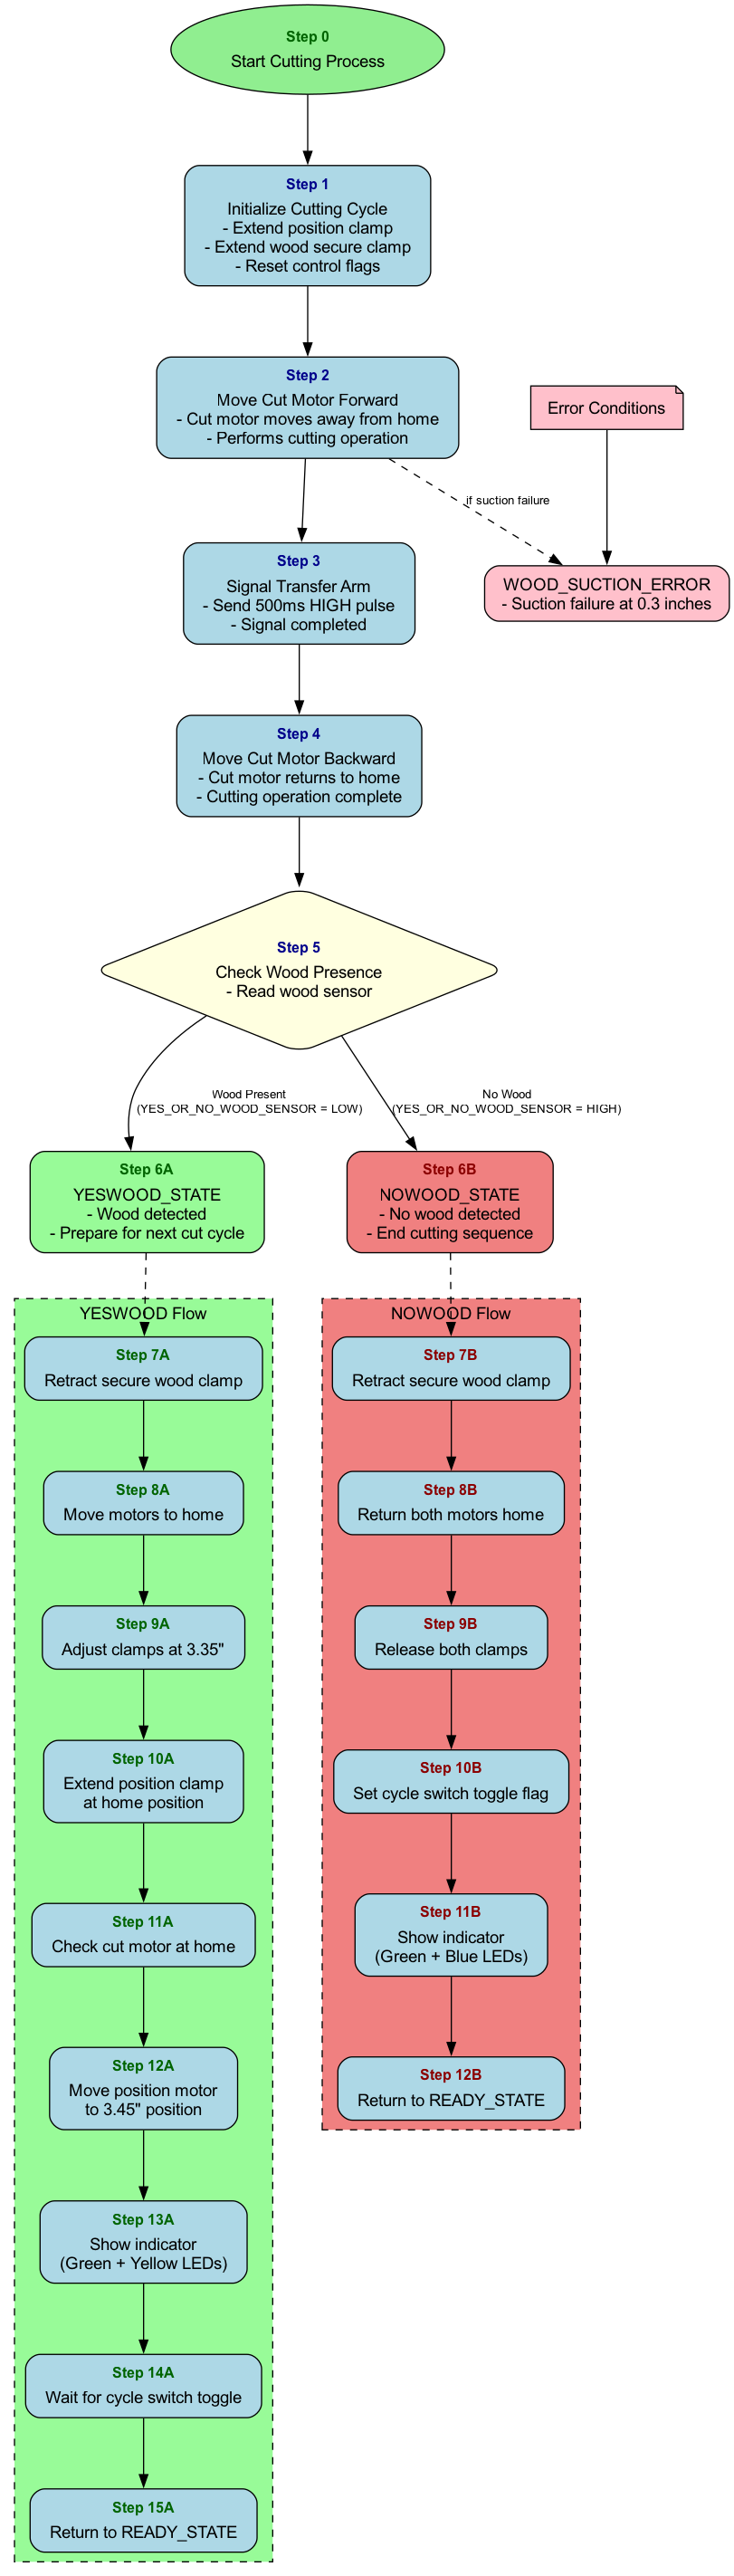 Step 0
Start Cutting Process
Step 1
Initialize Cutting Cycle
- Extend position clamp
- Extend wood secure clamp
- Reset control flags
Step 2
Move Cut Motor Forward
- Cut motor moves away from home
- Performs cutting operation
Error Conditions
if suction failure
Step 3
Signal Transfer Arm
- Send 500ms HIGH pulse
- Signal completed
WOOD_SUCTION_ERROR
- Suction failure at 0.3 inches
Step 4
Move Cut Motor Backward
- Cut motor returns to home
- Cutting operation complete
Step 5
Check Wood Presence
- Read wood sensor
Wood Present
(YES_OR_NO_WOOD_SENSOR = LOW)
No Wood
(YES_OR_NO_WOOD_SENSOR = HIGH)
Step 6A
YESWOOD_STATE
- Wood detected
- Prepare for next cut cycle
Step 6B
NOWOOD_STATE
- No wood detected
- End cutting sequence
YESWOOD Flow
Step 7A
Retract secure wood clamp
Step 8A
Move motors to home
Step 9A
Adjust clamps at 3.35"
Step 10A
Extend position clamp
at home position
Step 11A
Check cut motor at home
Step 12A
Move position motor
to 3.45" position
Step 13A
Show indicator
(Green + Yellow LEDs)
Step 14A
Wait for cycle switch toggle
Step 15A
Return to READY_STATE
NOWOOD Flow
Step 7B
Retract secure wood clamp
Step 8B
Return both motors home
Step 9B
Release both clamps
Step 10B
Set cycle switch toggle flag
Step 11B
Show indicator
(Green + Blue LEDs)
Step 12B
Return to READY_STATE